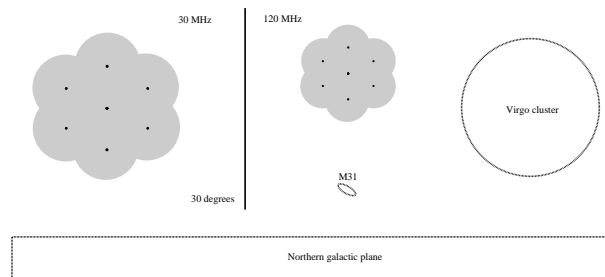 30 MHz
120 MHz
Virgo cluster
M31
30 degrees
Northern galactic plane